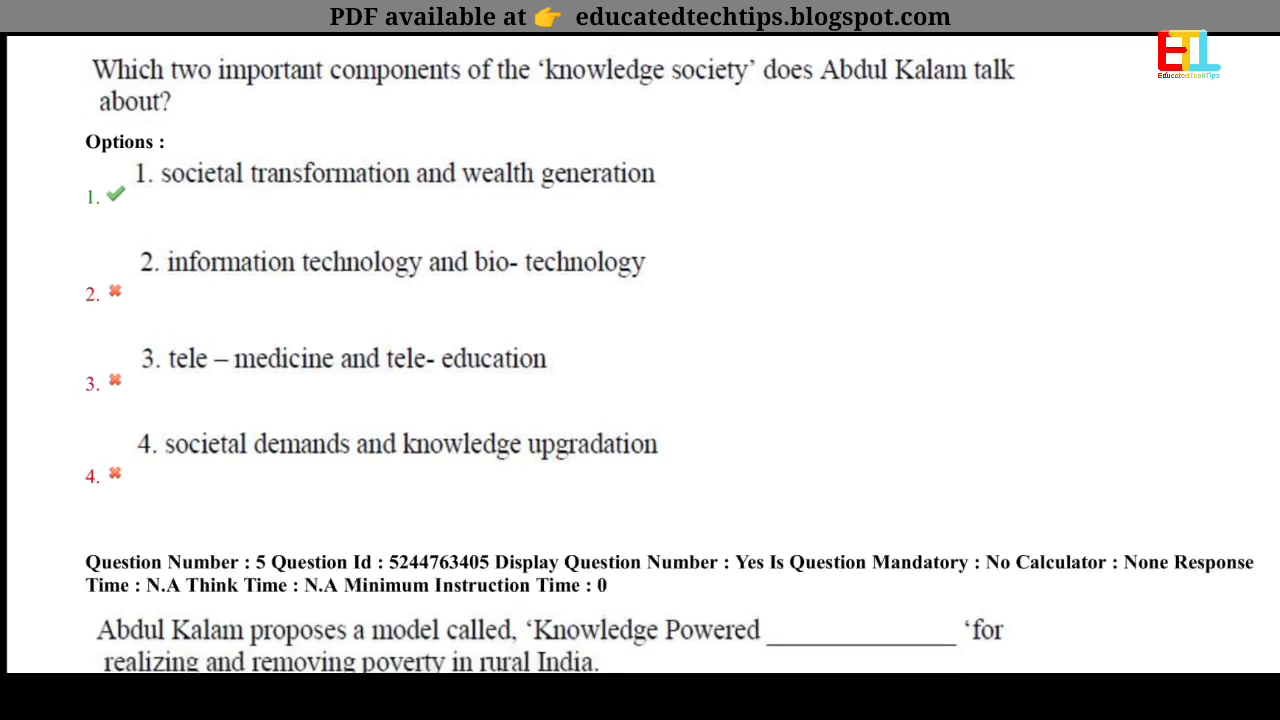 PDF available at 👉 educatedtechtips.blogspot.com
ETT
EducatedTechTips
Which two important components of the ‘knowledge society’ does Abdul Kalam talk
about?
Options :
1. societal transformation and wealth generation
1. ✔
2. information technology and bio- technology
2. ✖
3. tele – medicine and tele- education
3. ✖
4. societal demands and knowledge upgradation
4. ✖
Question Number : 5 Question Id : 5244763405 Display Question Number : Yes Is Question Mandatory : No Calculator : None Response
Time : N.A Think Time : N.A Minimum Instruction Time : 0
Abdul Kalam proposes a model called, ‘Knowledge Powered ______________ ‘for
realizing and removing poverty in rural India.